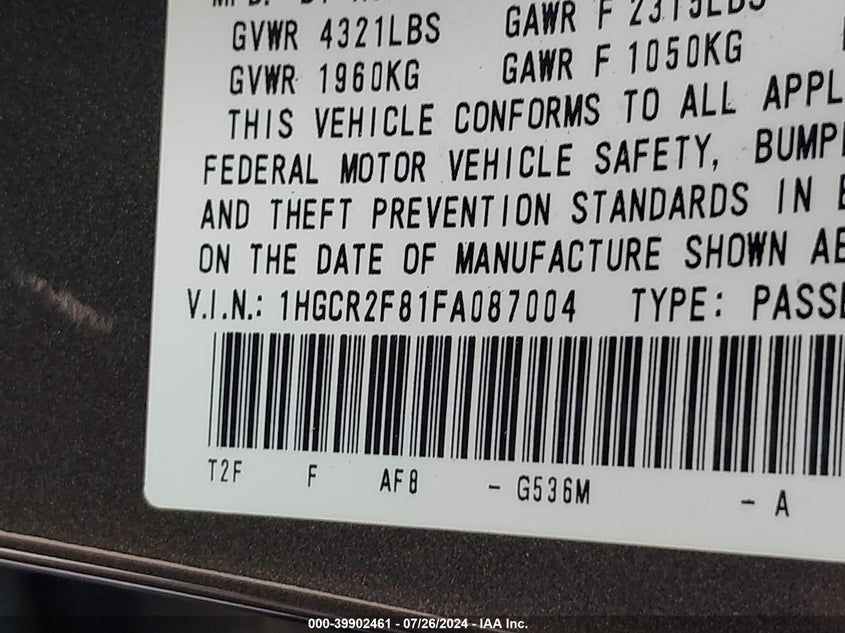 GVWR 4321LBS GAWR F 2315LBS
GVWR 1960KG GAWR F 1050KG
THIS VEHICLE CONFORMS TO ALL APPL
FEDERAL MOTOR VEHICLE SAFETY, BUMP
AND THEFT PREVENTION STANDARDS IN
ON THE DATE OF MANUFACTURE SHOWN AB
V.I.N.: 1HGCR2F81FA087004 TYPE: PASSE
T2F F AF8 - G536M - A
000-39902461 - 07/26/2024 - IAA Inc.